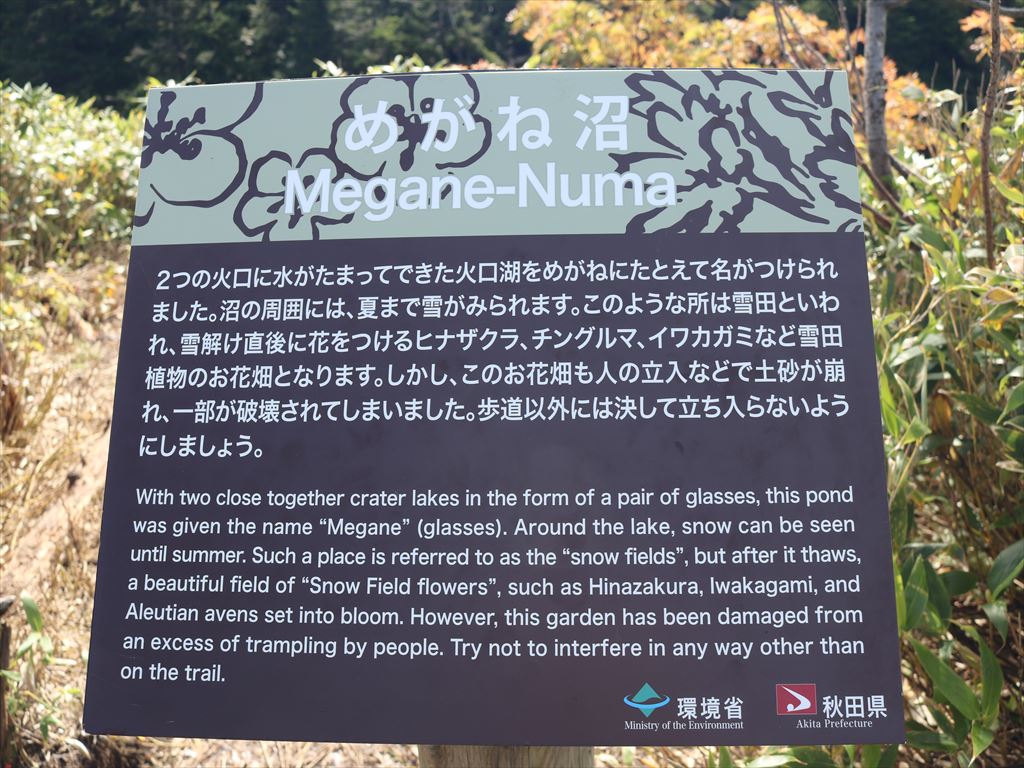 めがね沼
Megane-Numa
2つの火口に水がたまってできた火口湖をめがねにたとえて名がつけられ
ました。沼の周囲には、夏まで雪がみられます。このような所は雪田といわ
れ、雪解け直後に花をつけるヒナザクラ、チングルマ、イワカガミなど雪田
植物のお花畑となります。しかし、このお花畑も人の立入などで土砂が崩
れ、一部が破壊されてしまいました。歩道以外には決して立ち入らないよう
にしましょう。
With two close together crater lakes in the form of a pair of glasses, this pond
was given the name “Megane” (glasses). Around the lake, snow can be seen
until summer. Such a place is referred to as the “snow fields”, but after it thaws,
a beautiful field of “Snow Field flowers”, such as Hinazakura, Iwakagami, and
Aleutian avens set into bloom. However, this garden has been damaged from
an excess of trampling by people. Try not to interfere in any way other than
on the trail.
環境省
Ministry of the Environment
秋田県
Akita Prefecture